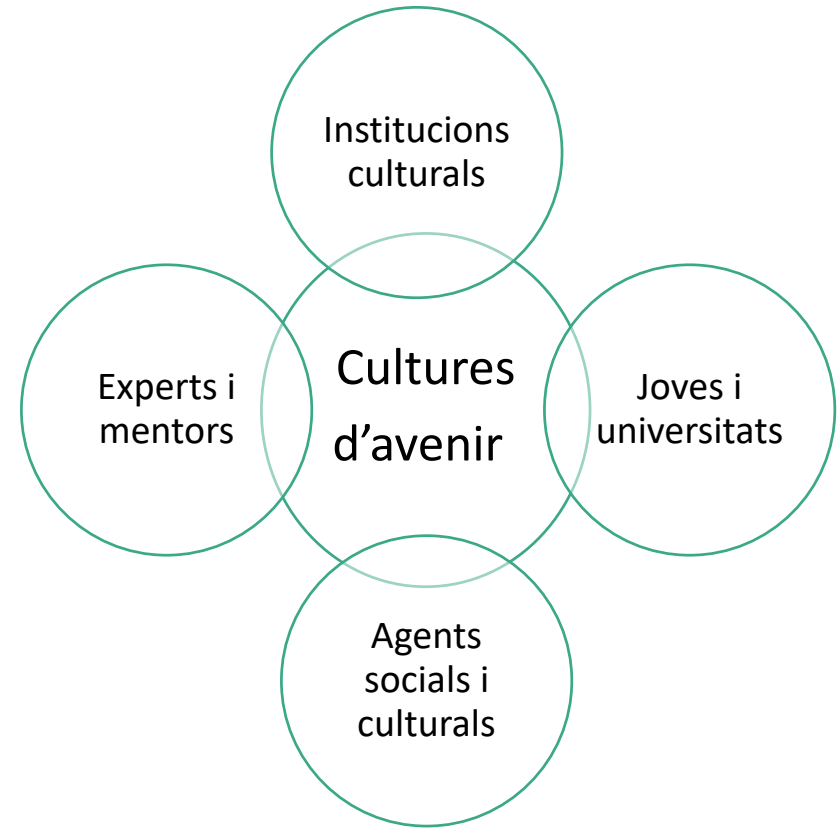 Institucions
culturals
Cultures
d’avenir
Experts i
mentors
Joves i
universitats
Agents
socials i
culturals